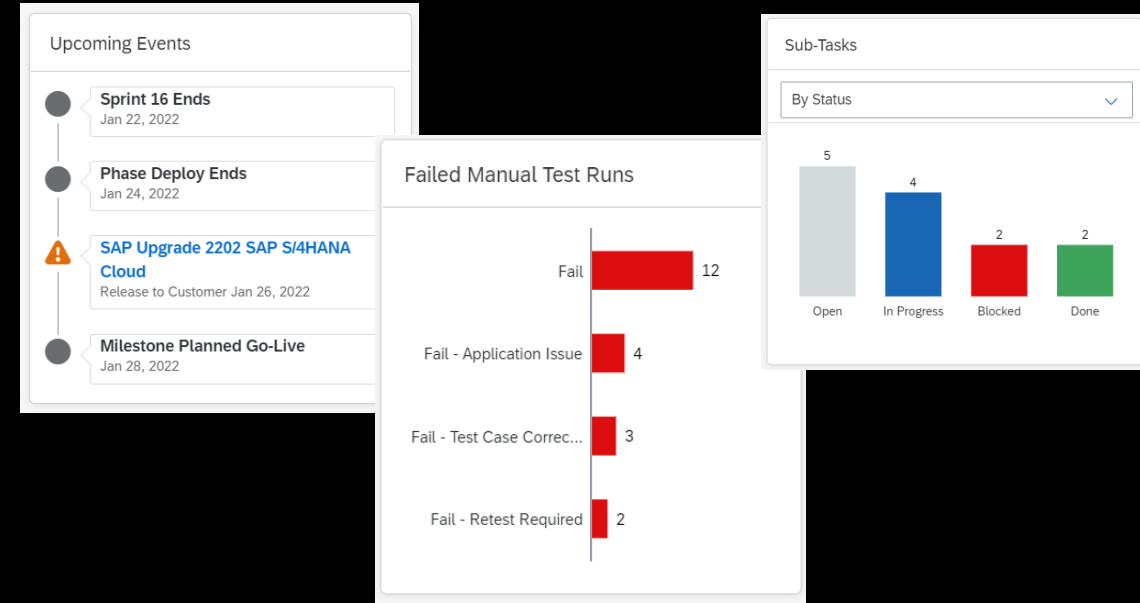 Upcoming Events
Sprint 16 Ends
Jan 22, 2022
Phase Deploy Ends
Jan 24, 2022
SAP Upgrade 2202 SAP S/4HANA
Cloud
Release to Customer Jan 26, 2022
Milestone Planned Go-Live
Jan 28, 2022
Failed Manual Test Runs
Fail 12
Fail - Application Issue 4
Fail - Test Case Correc... 3
Fail - Retest Required 2
Sub-Tasks
By Status
5 4 2 2
Open In Progress Blocked Done